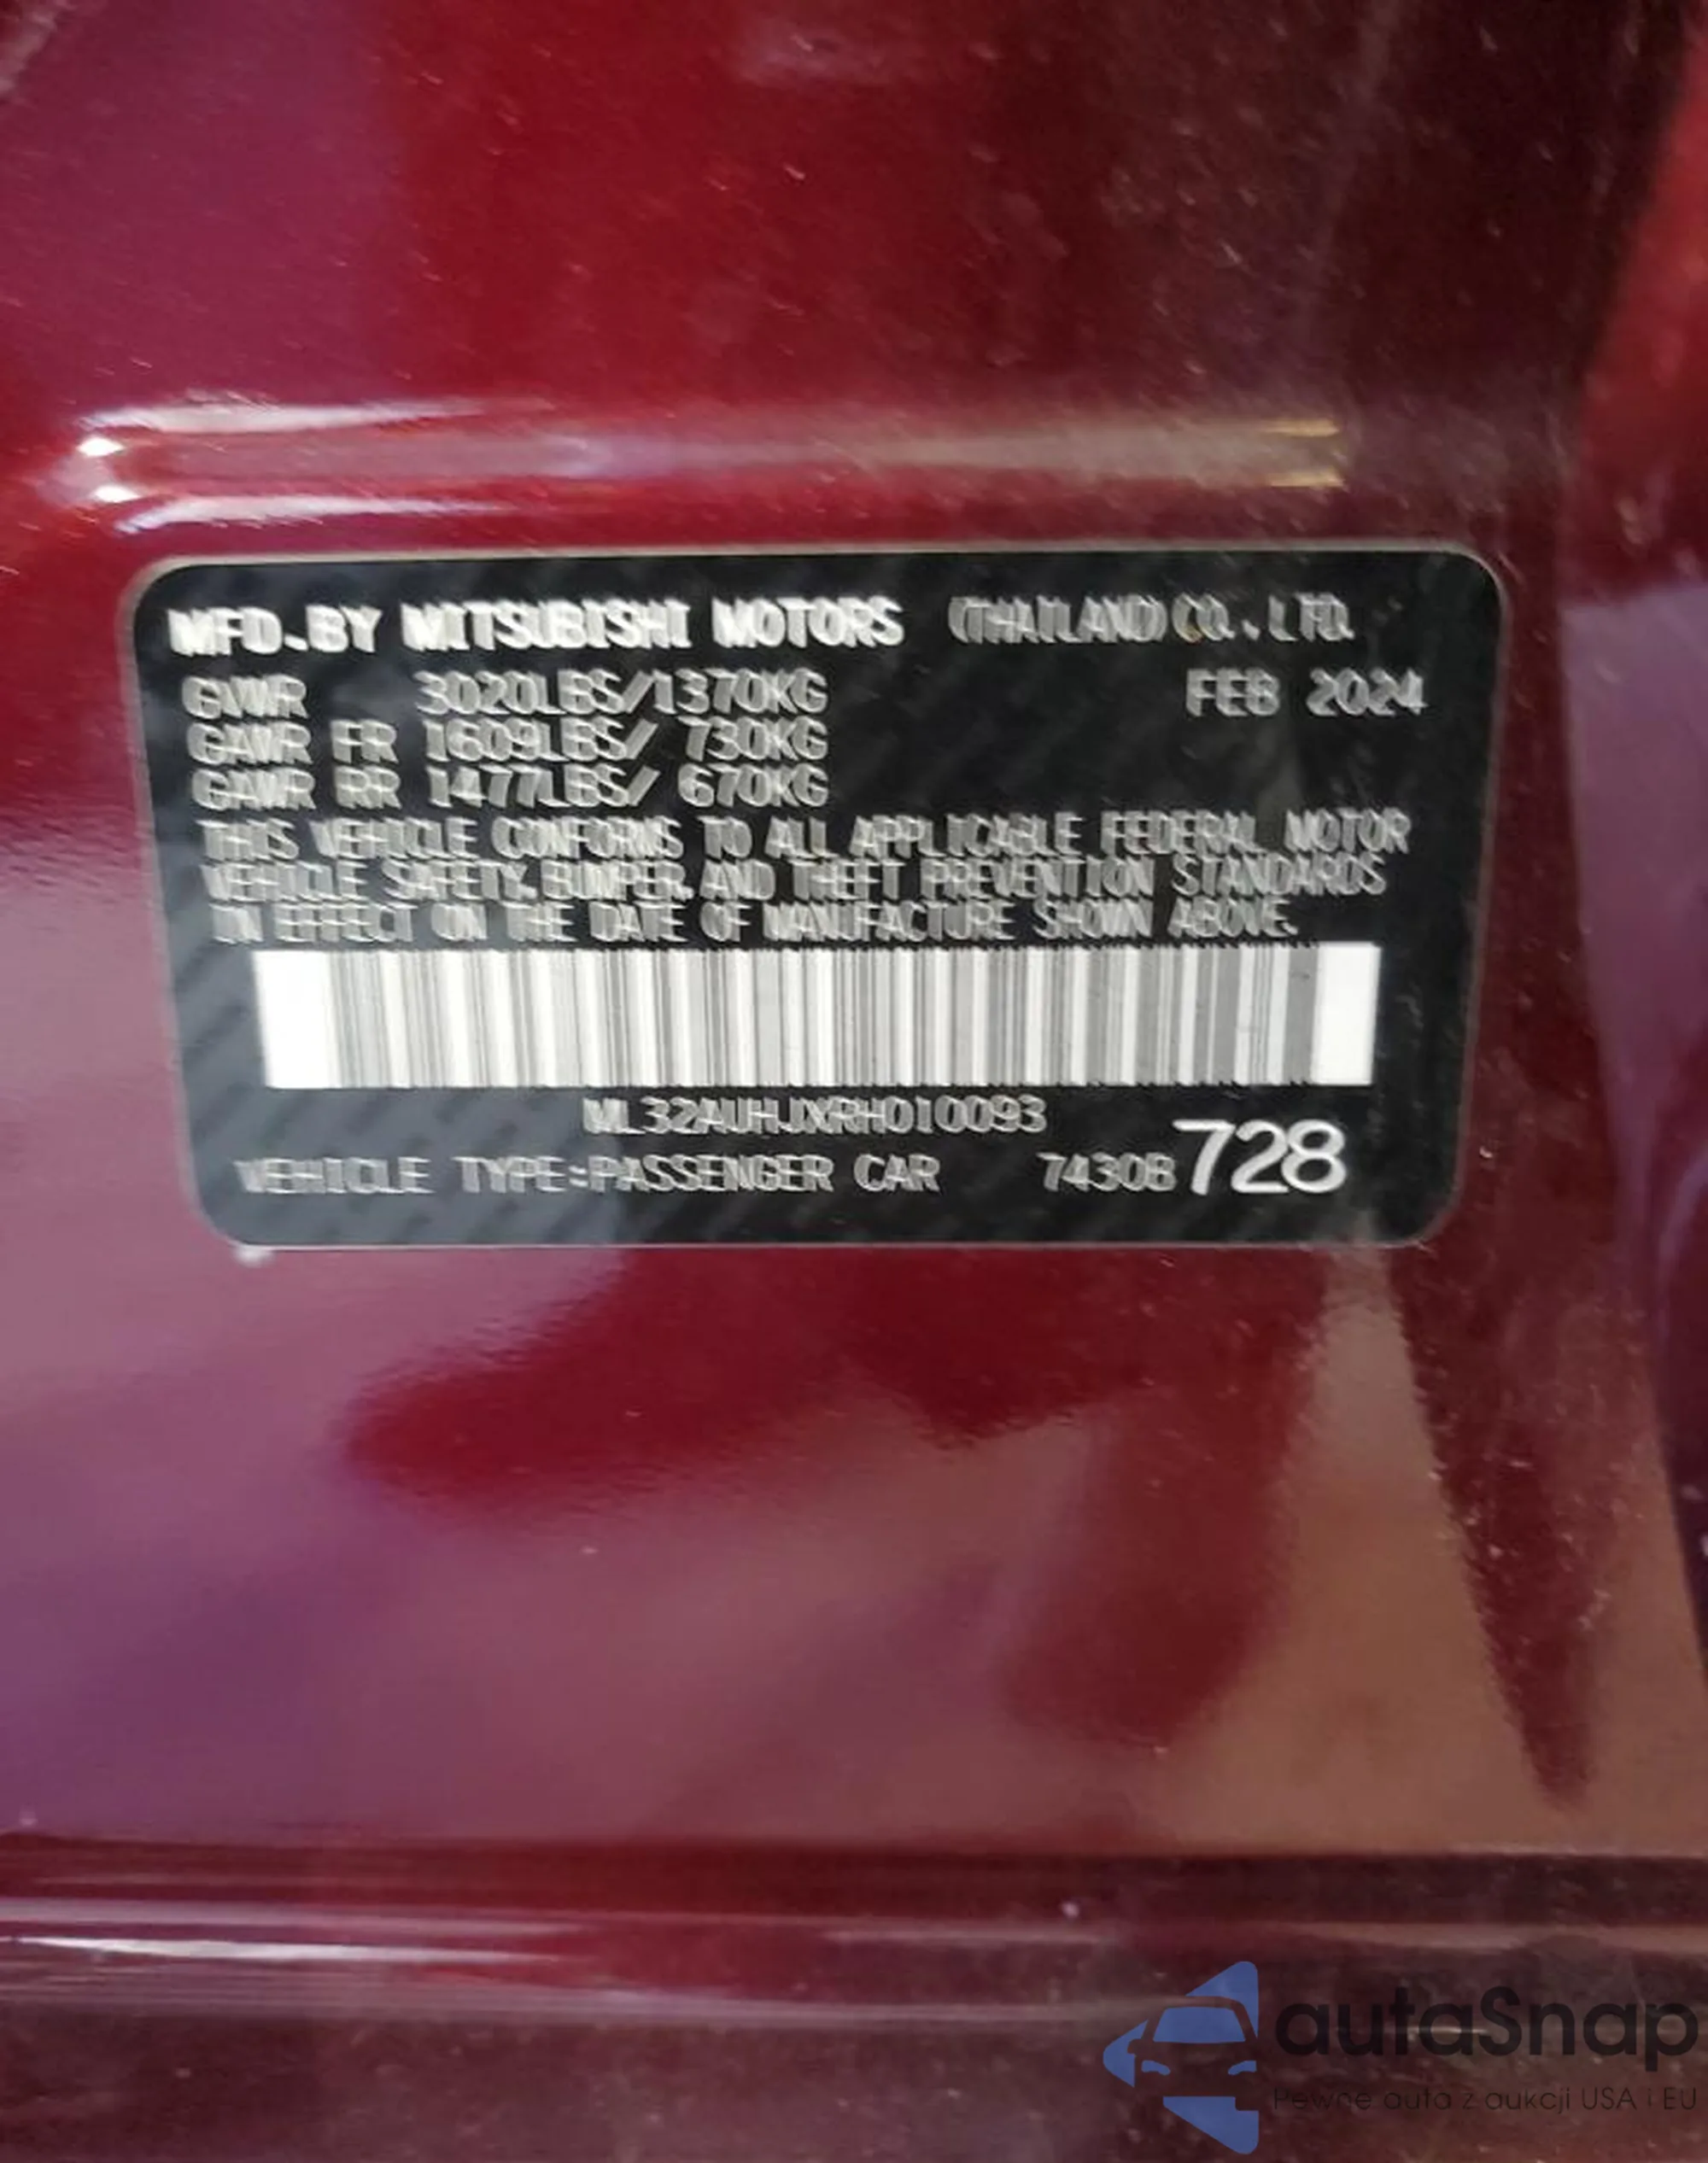 MFD.BY MITSUBISHI MOTORS (THAILAND) CO.,LTD.
GVWR 3020LBS/1370KG FEB 2024
GAWR FR 1609LBS/ 730KG
GAWR RR 1477LBS/ 670KG
THIS VEHICLE CONFORMS TO ALL APPLICABLE FEDERAL MOTOR
VEHICLE SAFETY,BUMPER,AND THEFT PREVENTION STANDARDS
IN EFFECT ON THE DATE OF MANUFACTURE SHOWN ABOVE.
ML32AUHJXRH010093
VEHICLE TYPE:PASSENGER CAR 7430B728
autaSnap
Pewne auta z aukcji USA i EU